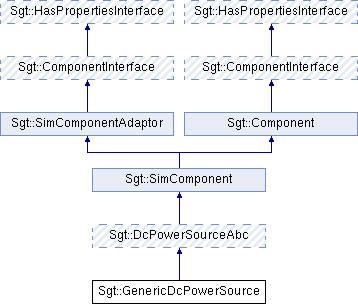 Sgt::HasPropertiesInterface Sgt::HasPropertiesInterface
Sgt::ComponentInterface Sgt::ComponentInterface
Sgt::SimComponentAdaptor Sgt::Component
Sgt::SimComponent
Sgt::DcPowerSourceAbc
Sgt::GenericDcPowerSource